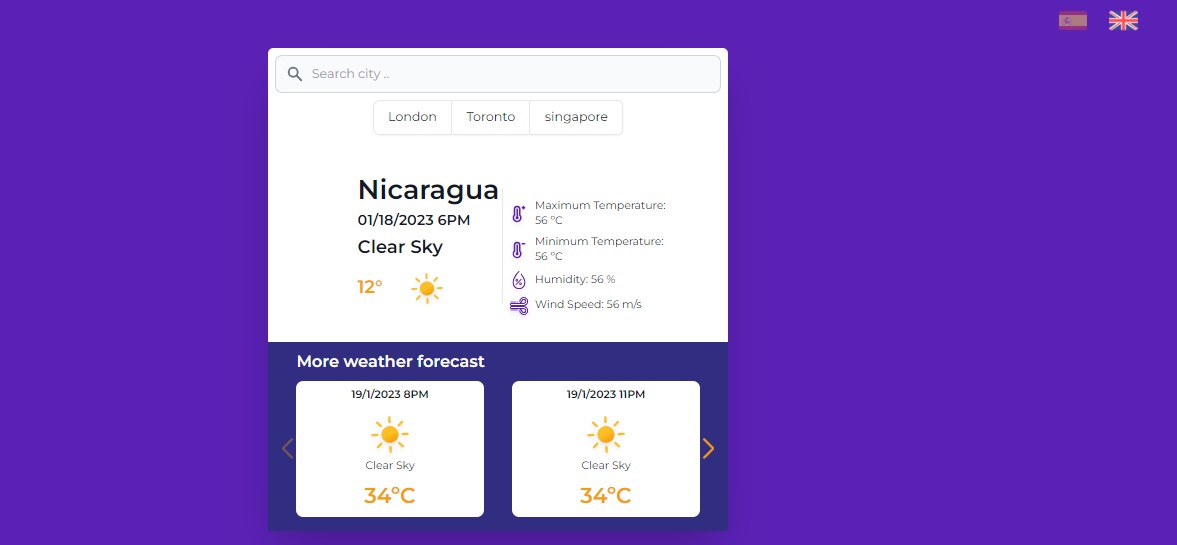 Search city ..
London Toronto singapore
Nicaragua
01/18/2023 6PM
Clear Sky
12°
Maximum Temperature:
56 °C
Minimum Temperature:
56 °C
Humidity: 56 %
Wind Speed: 56 m/s
More weather forecast
19/1/2023 8PM
Clear Sky
34°C
19/1/2023 11PM
Clear Sky
34°C